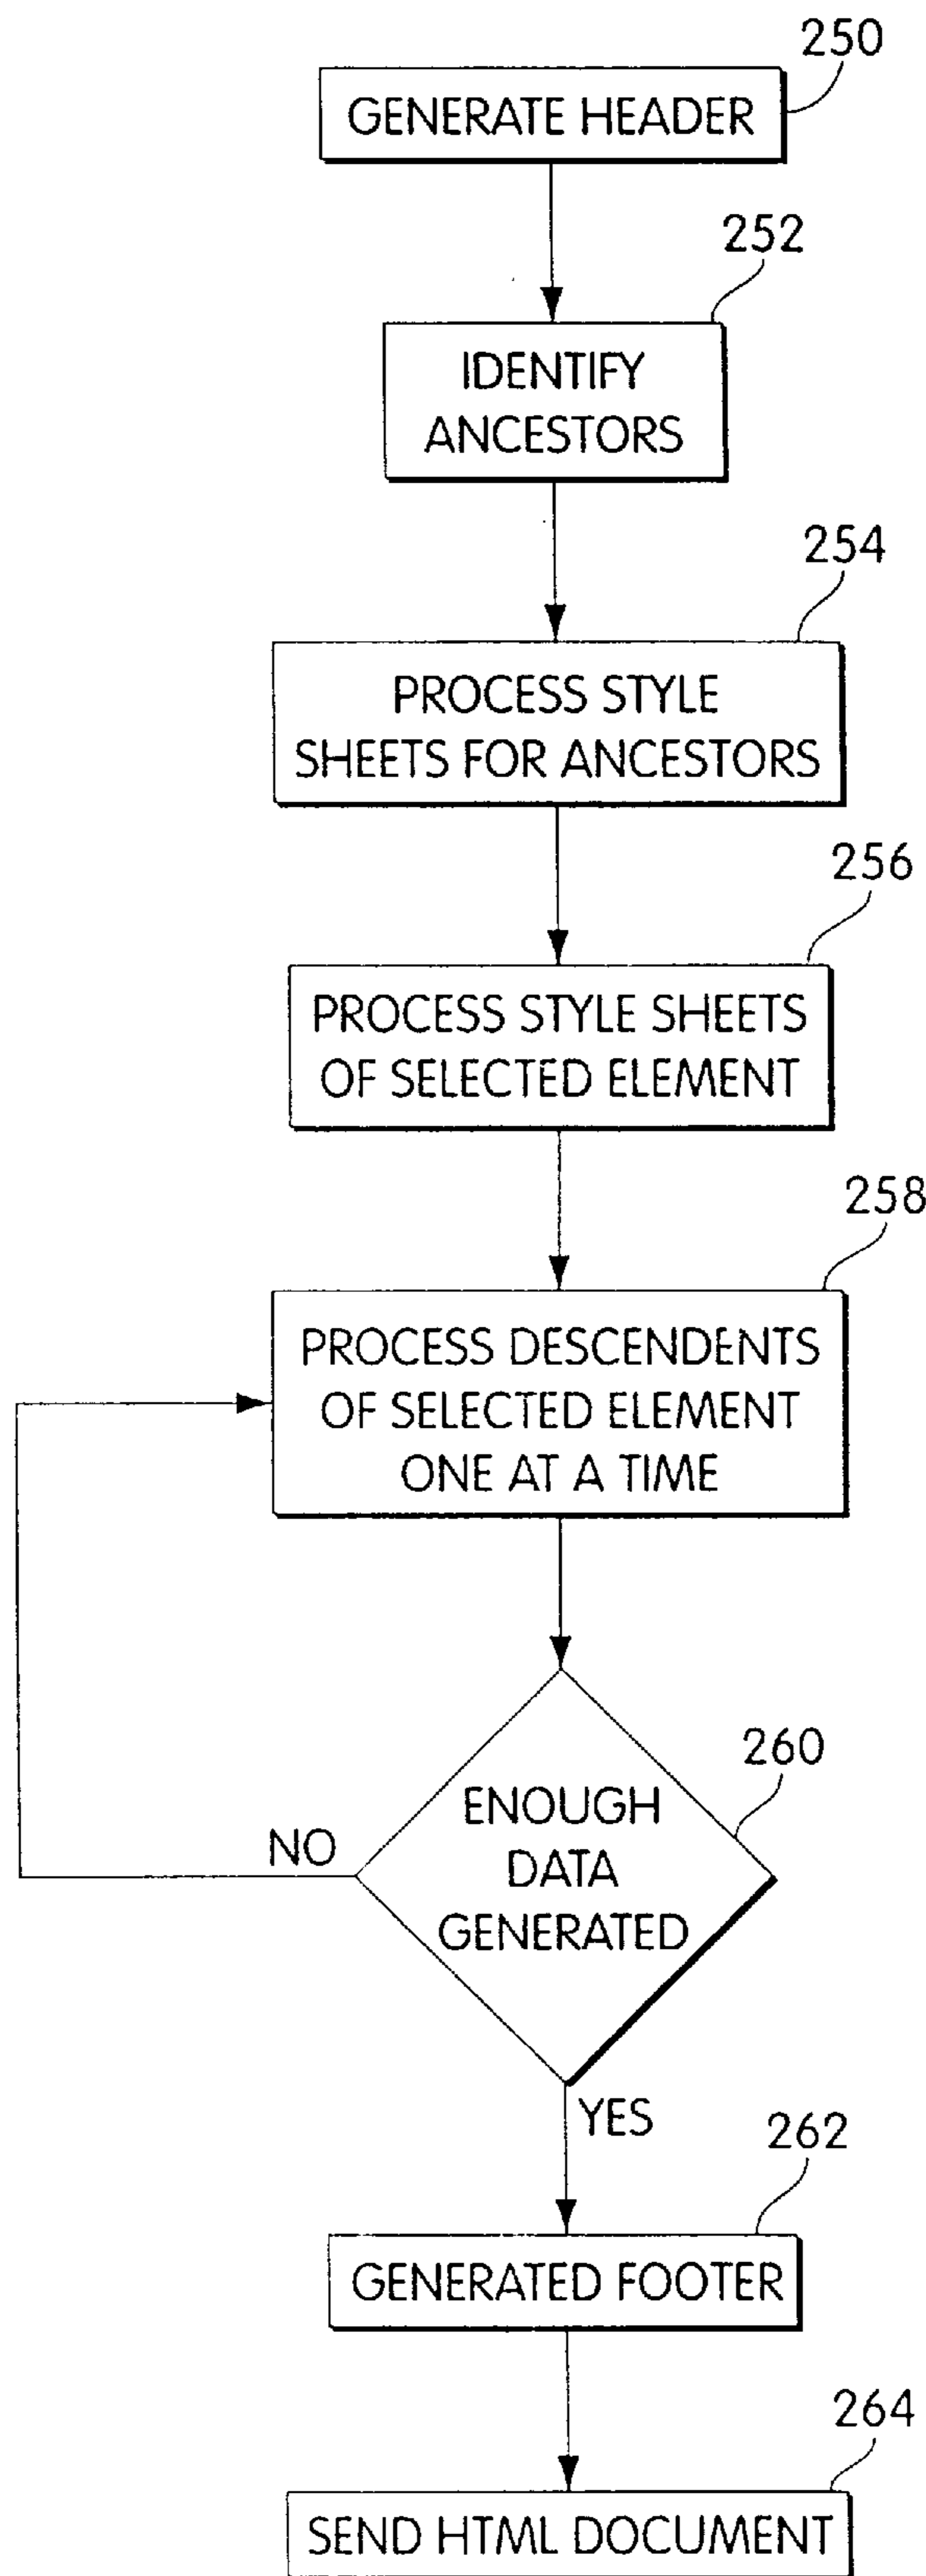 250
GENERATE HEADER
252
IDENTIFY
ANCESTORS
254
PROCESS STYLE
SHEETS FOR ANCESTORS
256
PROCESS STYLE SHEETS
OF SELECTED ELEMENT
258
PROCESS DESCENDENTS
OF SELECTED ELEMENT
ONE AT A TIME
260
ENOUGH
DATA
GENERATED
NO
YES
262
GENERATED FOOTER
264
SEND HTML DOCUMENT